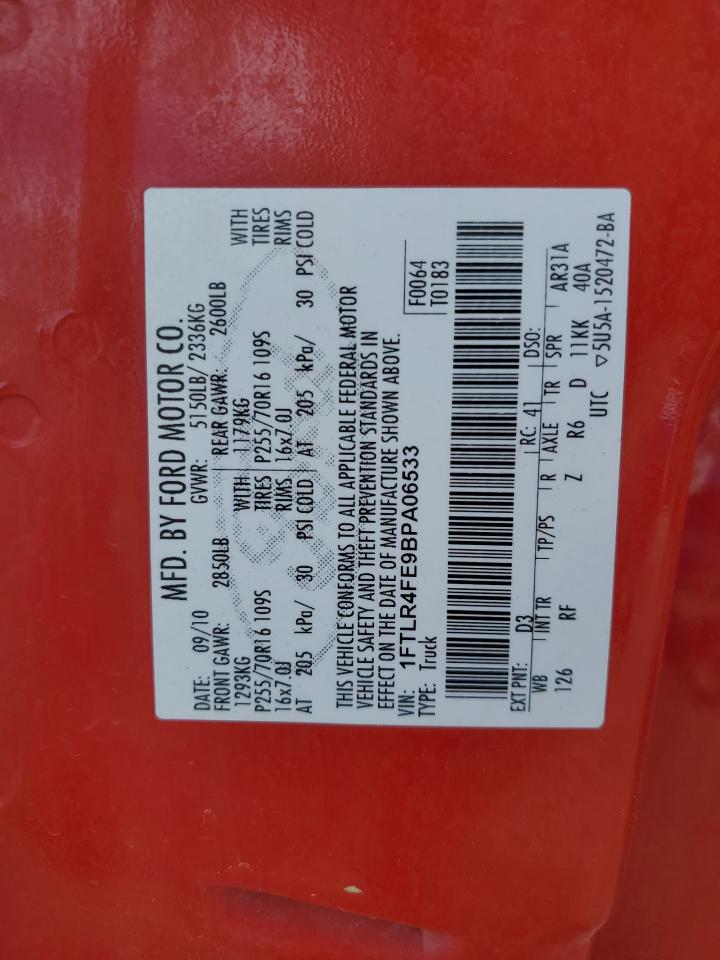 MFD. BY FORD MOTOR CO.
DATE: 09/10 GVWR: 5150LB/ 2336KG
FRONT GAWR: 2850LB REAR GAWR: 2600LB
1293KG WITH 1179KG WITH
P255/70R16 109S TIRES P255/70R16 109S TIRES
16x7.0J RIMS 16x7.0J RIMS
AT 205 kPa/ 30 PSI COLD AT 205 kPa/ 30 PSI COLD
THIS VEHICLE CONFORMS TO ALL APPLICABLE FEDERAL MOTOR
VEHICLE SAFETY AND THEFT PREVENTION STANDARDS IN
EFFECT ON THE DATE OF MANUFACTURE SHOWN ABOVE.
VIN: 1FTLR4FE9BPA06533 F0064
TYPE: Truck T0183
EXT PNT: D3 RC: 41 DSO:
WB INT TR TP/PS R AXLE TR SPR AR31A
126 RF Z R6 D 11KK 40A
UTC ▽5U5A-1520472-BA